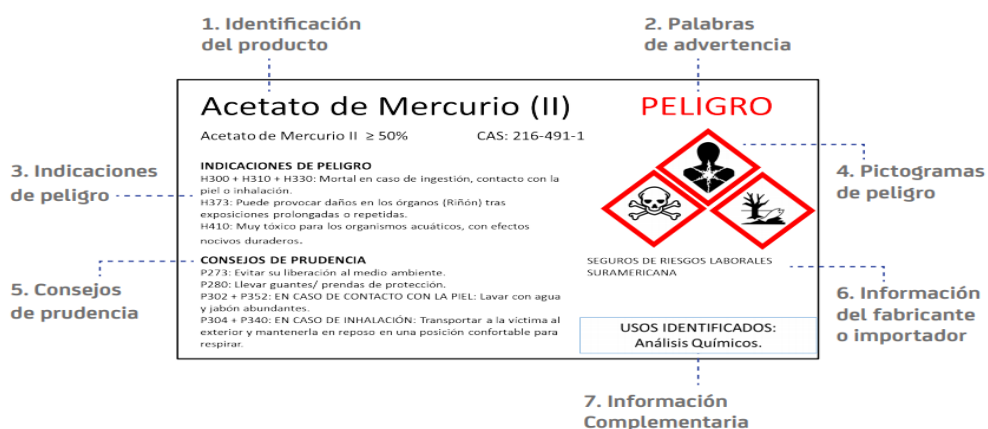 1. Identificación
del producto
2. Palabras
de advertencia
Acetato de Mercurio (II)
PELIGRO
Acetato de Mercurio II ≥ 50% CAS: 216-491-1
3. Indicaciones
de peligro
INDICACIONES DE PELIGRO
H300 + H310 + H330: Mortal en caso de ingestión, contacto con la
piel o inhalación.
H373: Puede provocar daños en los órganos (Riñón) tras
exposiciones prolongadas o repetidas.
H410: Muy tóxico para los organismos acuáticos, con efectos
nocivos duraderos.
4. Pictogramas
de peligro
5. Consejos
de prudencia
CONSEJOS DE PRUDENCIA
P273: Evitar su liberación al medio ambiente.
P280: Llevar guantes/ prendas de protección.
P302 + P352: EN CASO DE CONTACTO CON LA PIEL: Lavar con agua
y jabón abundantes.
P304 + P340: EN CASO DE INHALACIÓN: Transportar a la víctima al
exterior y mantenerla en reposo en una posición confortable para
respirar.
SEGUROS DE RIESGOS LABORALES
SURAMERICANA
6. Información
del fabricante
o importador
USOS IDENTIFICADOS:
Análisis Químicos.
7. Información
Complementaria